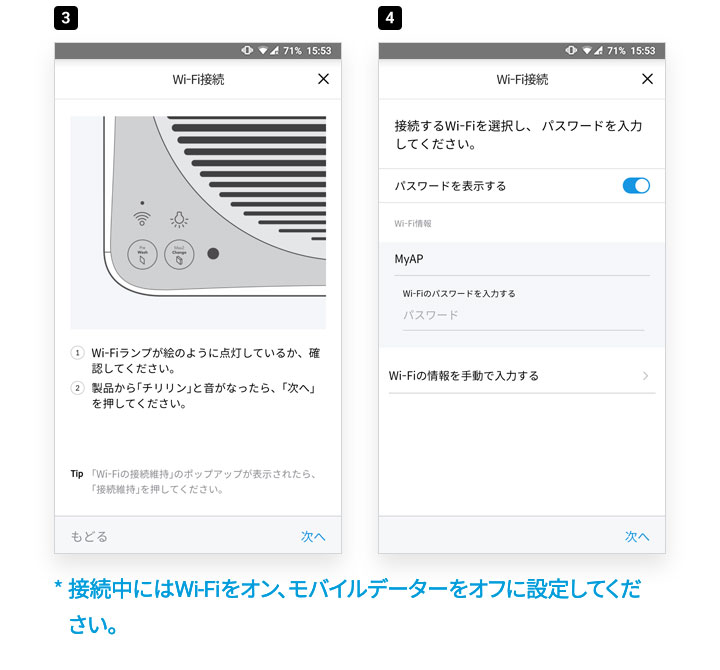 3
71% 15:53
Wi-Fi接続
Pre
Wash
Max2
Change
① Wi-Fiランプが絵のように点灯しているか、確
認してください。
② 製品から「チリリン」と音がなったら、「次へ」
を押してください。
Tip 「Wi-Fiの接続維持」のポップアップが表示されたら、
「接続維持」を押してください。
もどる 次へ
4
71% 15:53
Wi-Fi接続
接続するWi-Fiを選択し、 パスワードを入力
してください。
パスワードを表示する
Wi-Fi情報
MyAP
Wi-Fiのパスワードを入力する
パスワード
Wi-Fiの情報を手動で入力する
次へ
* 接続中にはWi-Fiをオン、モバイルデーターをオフに設定してくだ
さい。